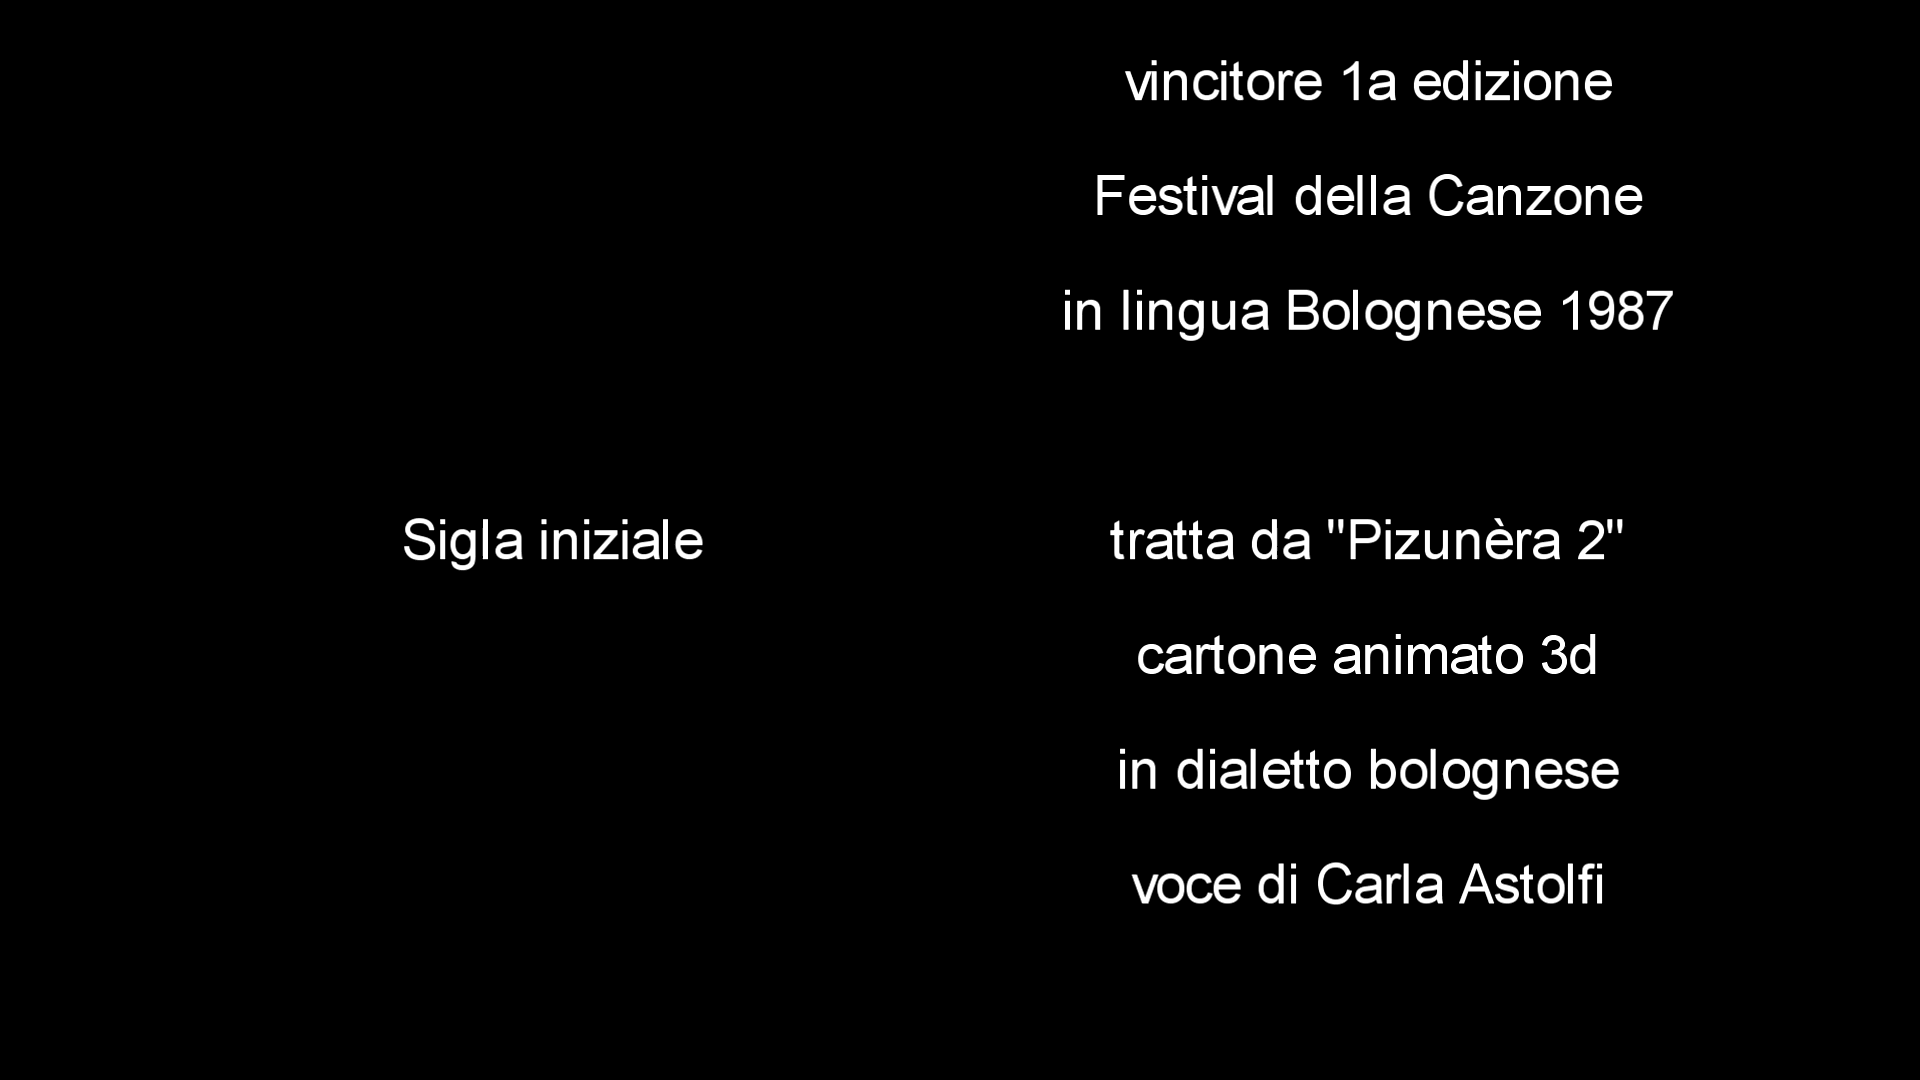 vincitore 1a edizione
Festival della Canzone
in lingua Bolognese 1987
Sigla iniziale
tratta da "Pizunèra 2"
cartone animato 3d
in dialetto bolognese
voce di Carla Astolfi